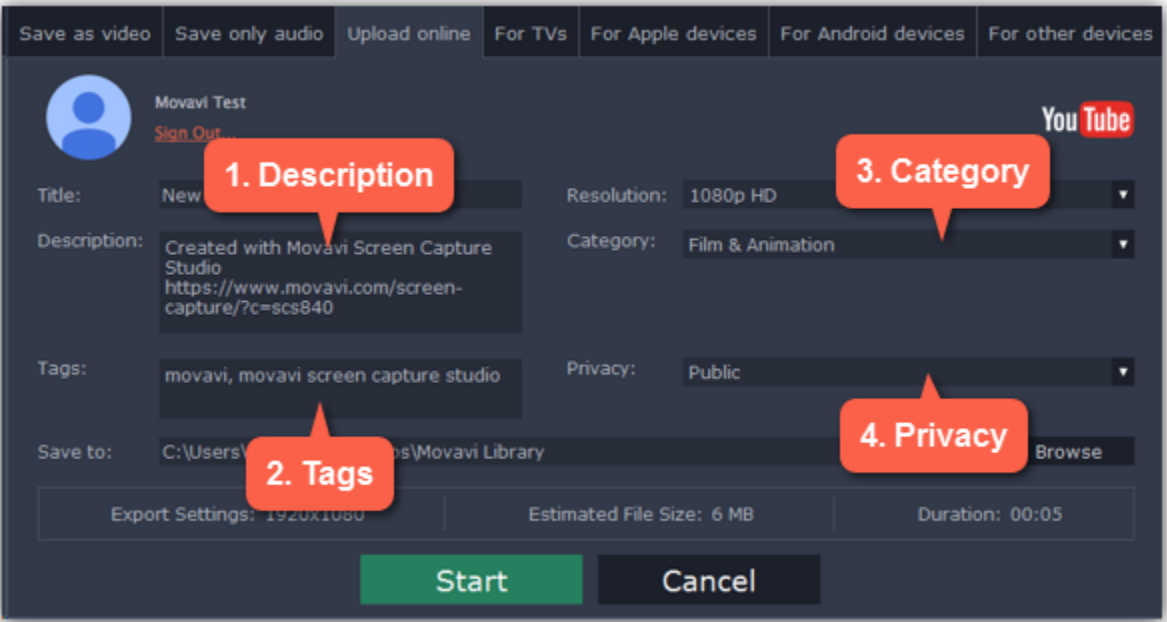 Save as video Save only audio Upload online For TVs For Apple devices For Android devices For other devices
Movavi Test
Sign Out...
YouTube
1. Description
3. Category
Title: New
Resolution: 1080p HD
Description: Created with Movavi Screen Capture
Studio
https://www.movavi.com/screen-
capture/?c=scs840
Category: Film & Animation
Tags: movavi, movavi screen capture studio
Privacy: Public
2. Tags
4. Privacy
Save to: C:\Users\ os\Movavi Library
Browse
Export Settings: 1920x1080 Estimated File Size: 6 MB Duration: 00:05
Start Cancel